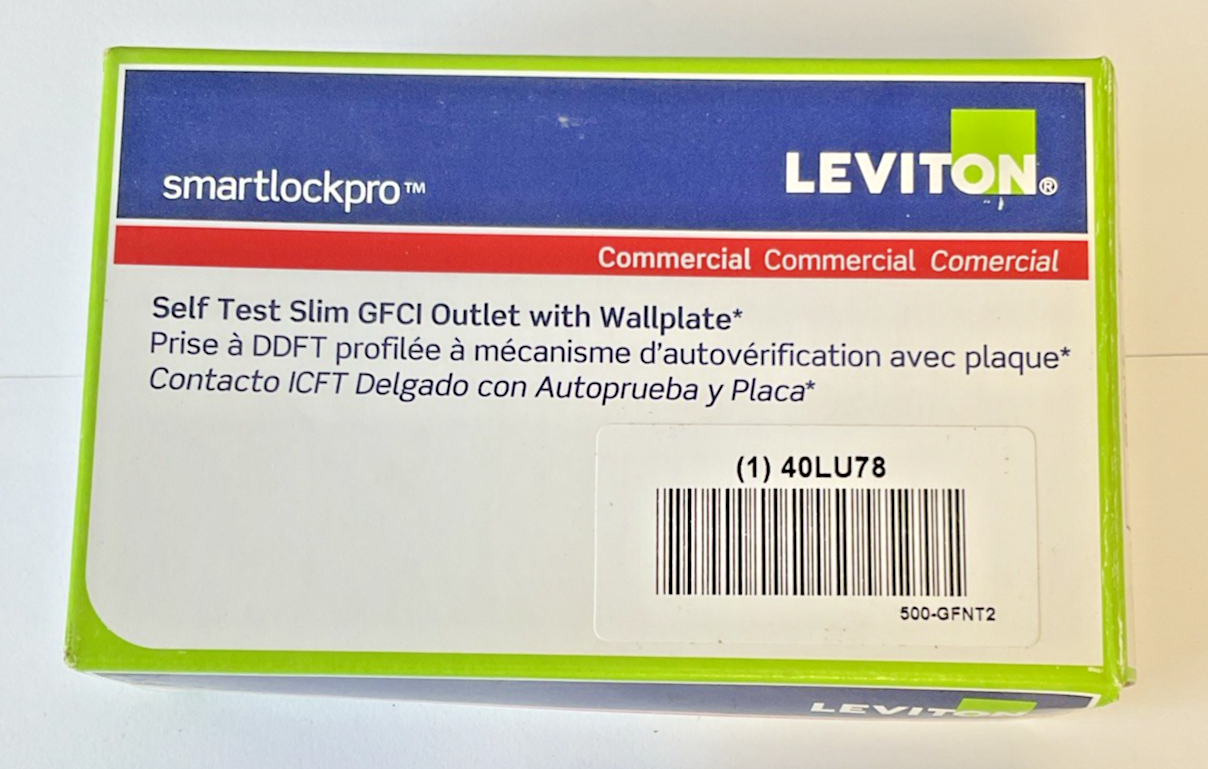 smartlockpro™
LEVITON®
Commercial Commercial Comercial
Self Test Slim GFCI Outlet with Wallplate*
Prise à DDFT profilée à mécanisme d'autovérification avec plaque*
Contacto ICFT Delgado con Autoprueba y Placa*
(1) 40LU78
500-GFNT2
LEVITON